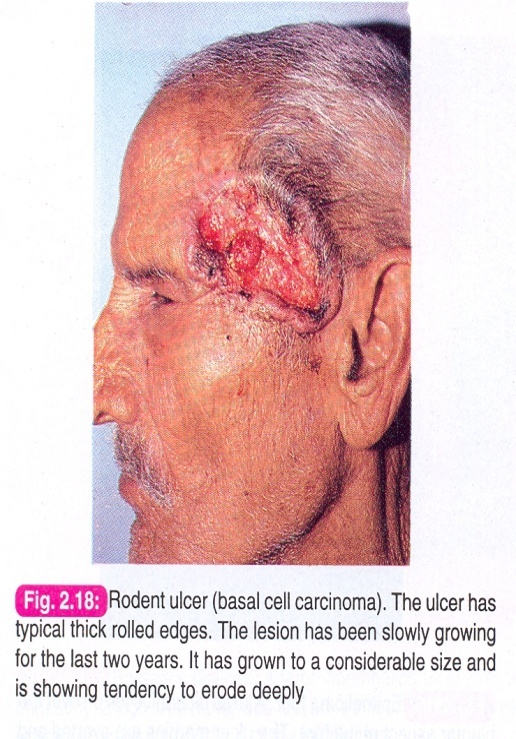 Fig. 2.18: Rodent ulcer (basal cell carcinoma). The ulcer has
typical thick rolled edges. The lesion has been slowly growing
for the last two years. It has grown to a considerable size and
is showing tendency to erode deeply